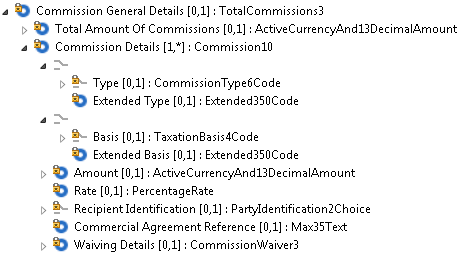 Commission General Details [0,1] : TotalCommissions3
Total Amount Of Commissions [0,1] : ActiveCurrencyAnd13DecimalAmount
Commission Details [1,*] : Commission10
Type [0,1] : CommissionType6Code
Extended Type [0,1] : Extended350Code
Basis [0,1] : TaxationBasis4Code
Extended Basis [0,1] : Extended350Code
Amount [0,1] : ActiveCurrencyAnd13DecimalAmount
Rate [0,1] : PercentageRate
Recipient Identification [0,1] : PartyIdentification2Choice
Commercial Agreement Reference [0,1] : Max35Text
Waiving Details [0,1] : CommissionWaiver3